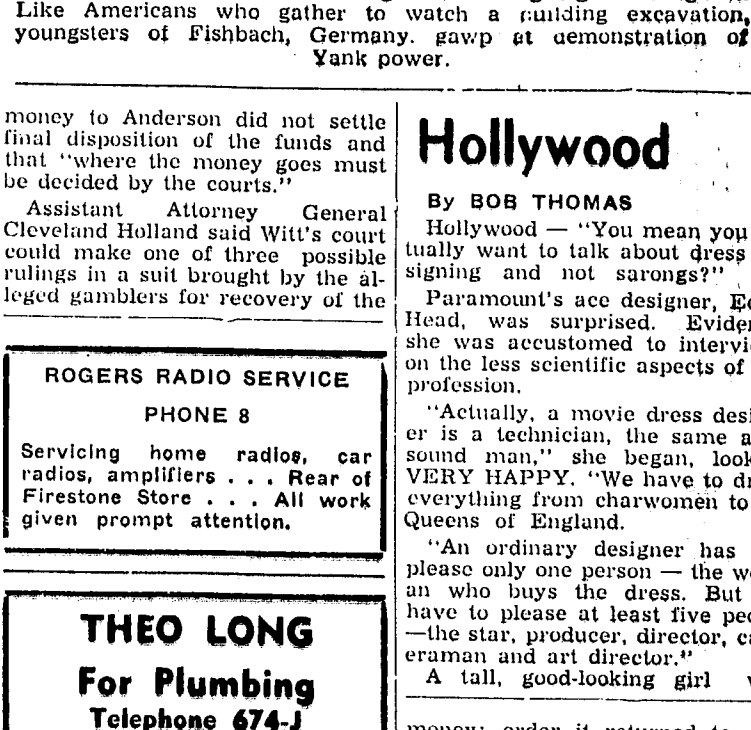 Like Americans who gather to watch a building excavation,
youngsters of Fishbach, Germany. gawp at demonstration of
Yank power.
money to Anderson did not settle
final disposition of the funds and
that "where the money goes must
be decided by the courts."
Assistant Attorney General
Cleveland Holland said Witt's court
could make one of three possible
rulings in a suit brought by the al-
leged gamblers for recovery of the
ROGERS RADIO SERVICE
PHONE 8
Servicing home radios, car
radios, amplifiers . . . Rear of
Firestone Store . . . All work
given prompt attention.
THEO LONG
For Plumbing
Telephone 674-J
Hollywood
By BOB THOMAS
Hollywood — "You mean you
tually want to talk about dress
signing and not sarongs?"
Paramount's ace designer, Ed
Head, was surprised. Eviden
she was accustomed to intervie
on the less scientific aspects of
profession.
"Actually, a movie dress desi
er is a technician, the same a
sound man," she began, look
VERY HAPPY. "We have to dr
everything from charwomen to
Queens of England.
"An ordinary designer has
please only one person — the wo
an who buys the dress. But
have to please at least five peo
—the star, producer, director, ca
eraman and art director."
A tall, good-looking girl
money; order it returned to